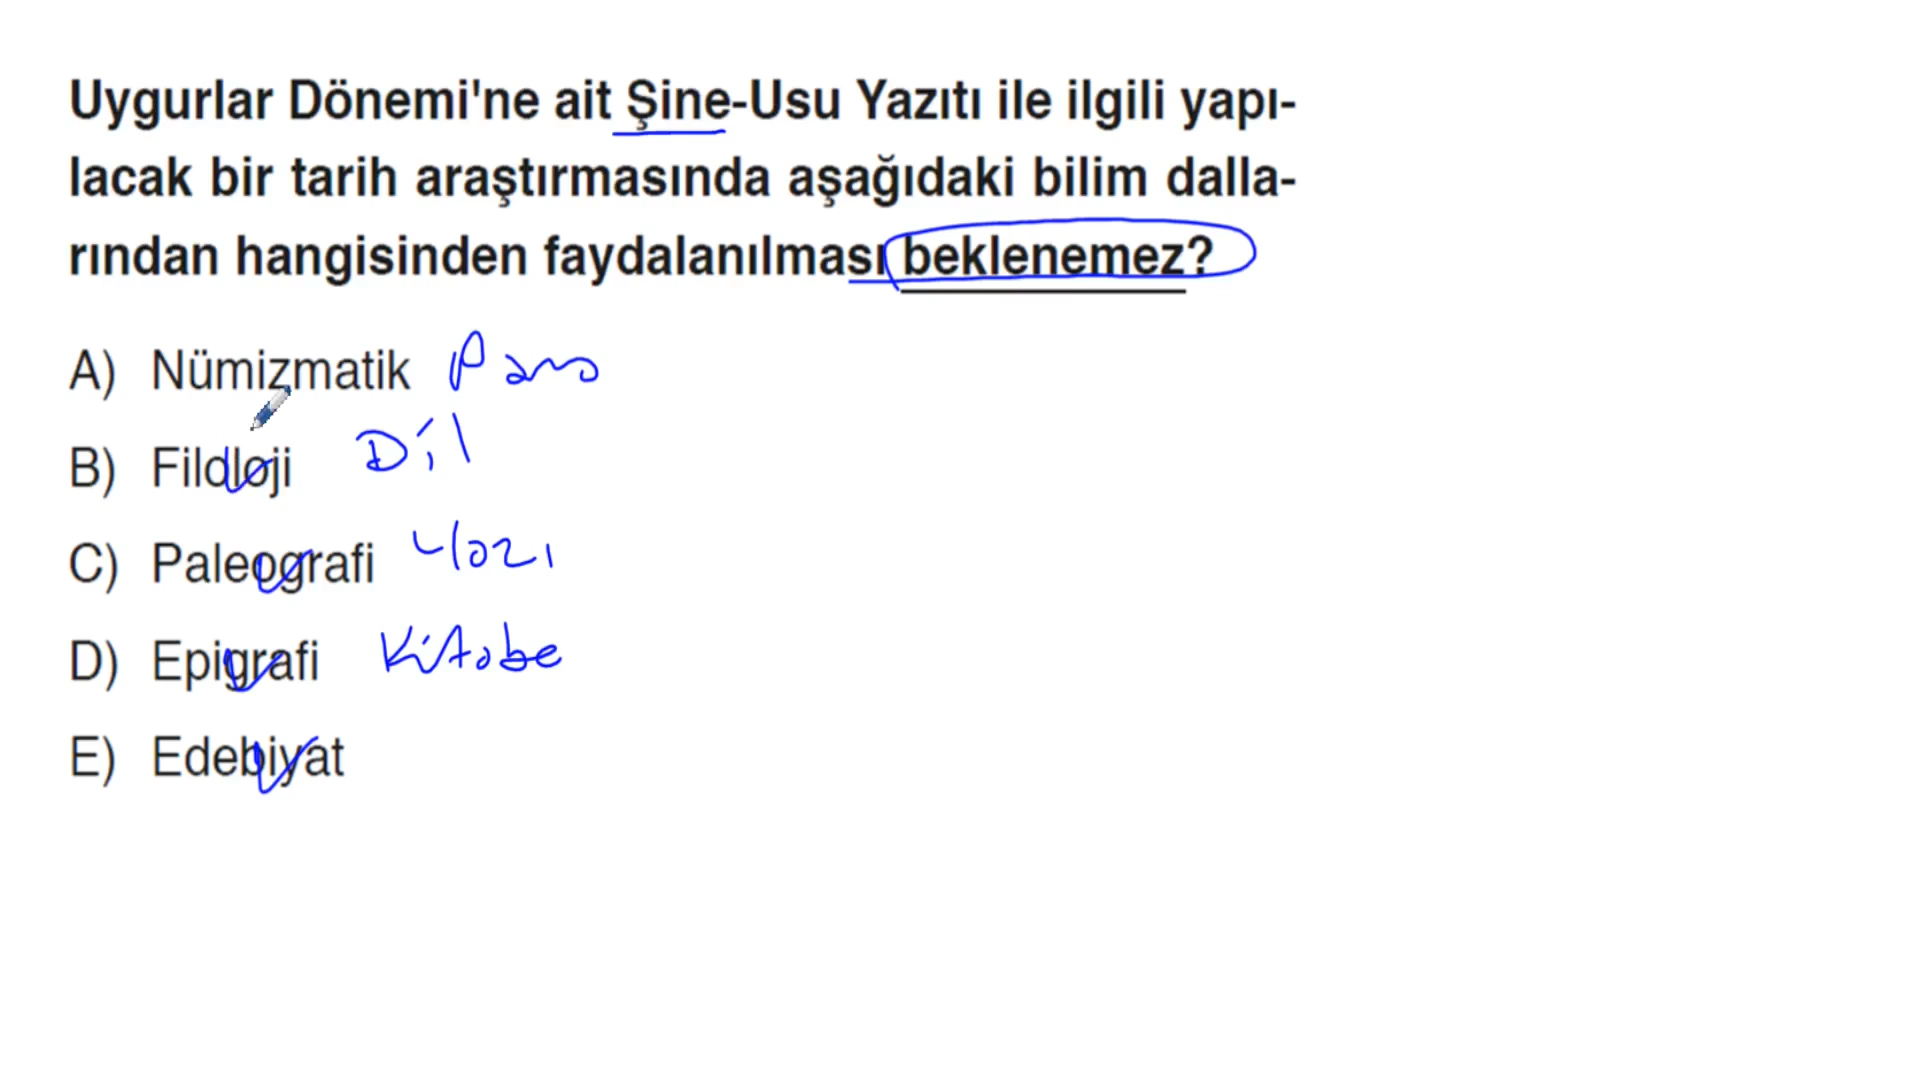 Uygurlar Dönemi'ne ait Şine-Usu Yazıtı ile ilgili yapı-
lacak bir tarih araştırmasında aşağıdaki bilim dalla-
rından hangisinden faydalanılması beklenemez?
A) Nümizmatik Para
B) Filoloji Dil
C) Paleografi Yazı
D) Epigrafi Kitabe
E) Edebiyat